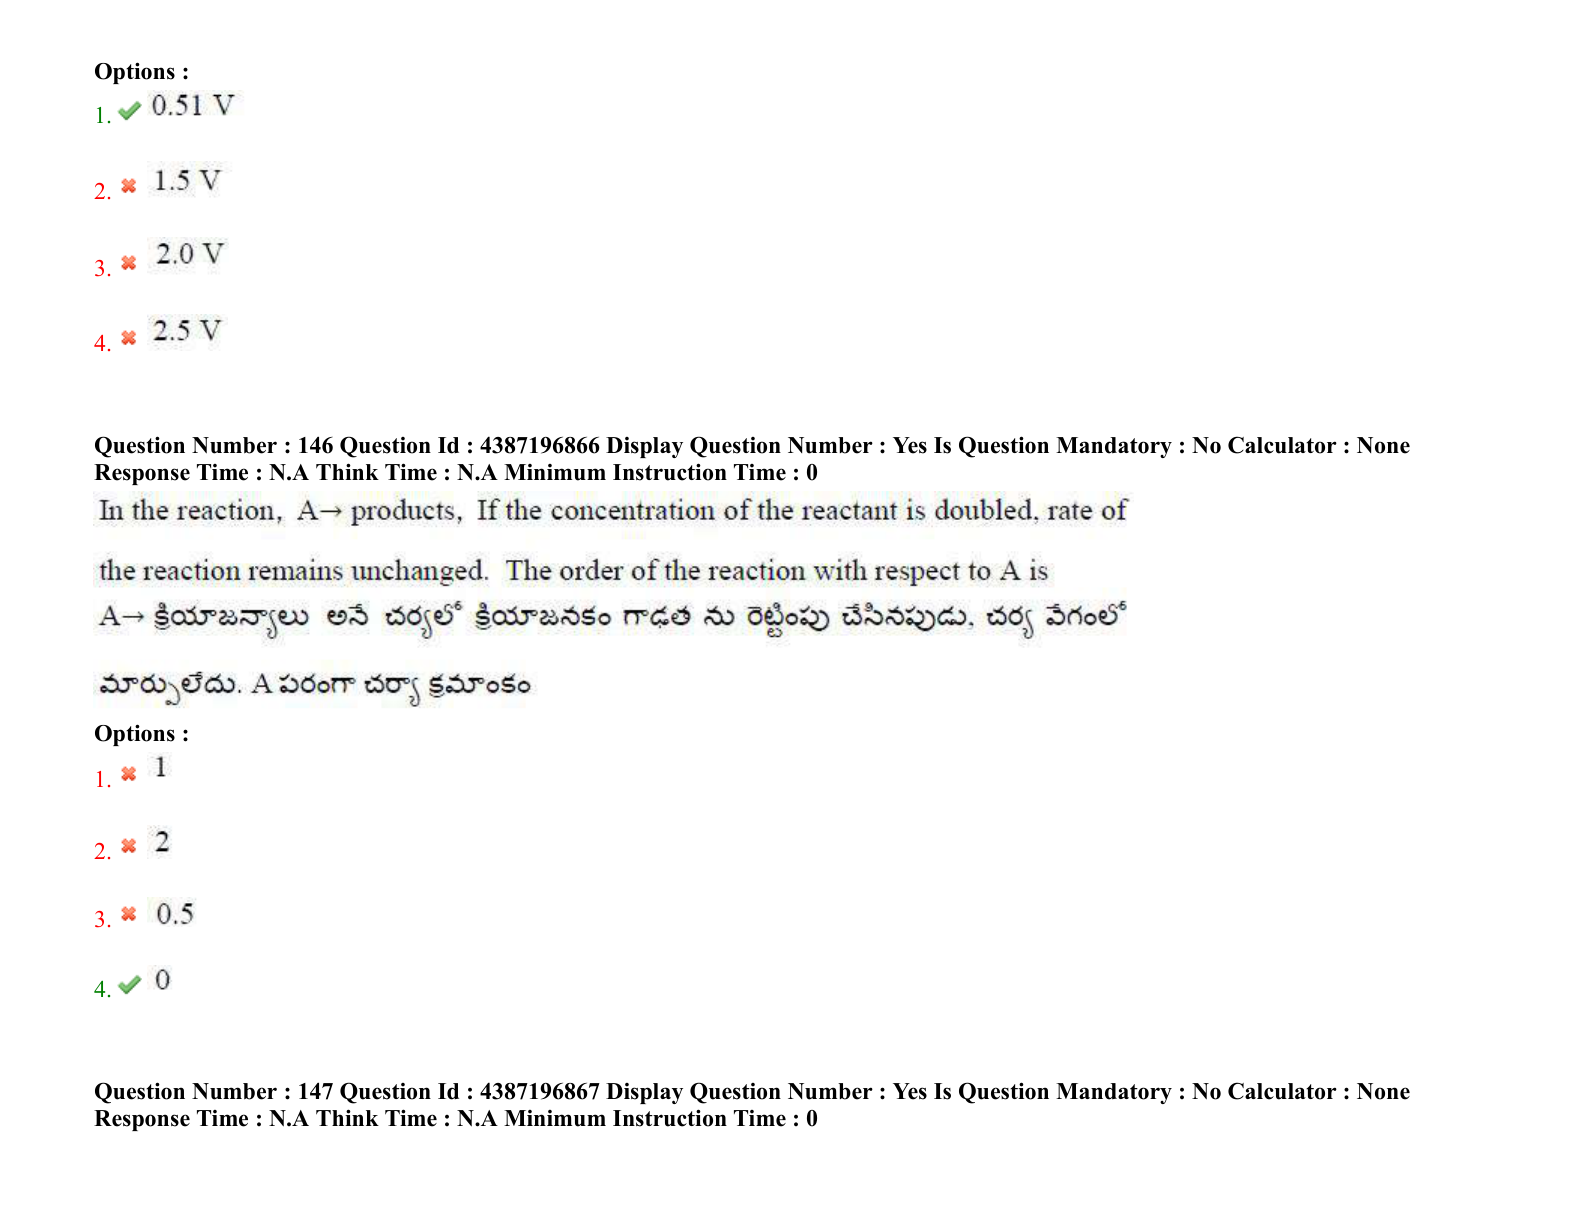 Options :
1. 0.51 V
2. 1.5 V
3. 2.0 V
4. 2.5 V
Question Number : 146 Question Id : 4387196866 Display Question Number : Yes Is Question Mandatory : No Calculator : None
Response Time : N.A Think Time : N.A Minimum Instruction Time : 0
In the reaction, A→ products, If the concentration of the reactant is doubled, rate of
the reaction remains unchanged. The order of the reaction with respect to A is
A→ క్రియాజన్యాలు అనే చర్యలో క్రియాజనకం గాఢత ను రెట్టింపు చేసినపుడు, చర్య వేగంలో
మార్పులేదు. A పరంగా చర్యా క్రమాంకం
Options :
1. 1
2. 2
3. 0.5
4. 0
Question Number : 147 Question Id : 4387196867 Display Question Number : Yes Is Question Mandatory : No Calculator : None
Response Time : N.A Think Time : N.A Minimum Instruction Time : 0